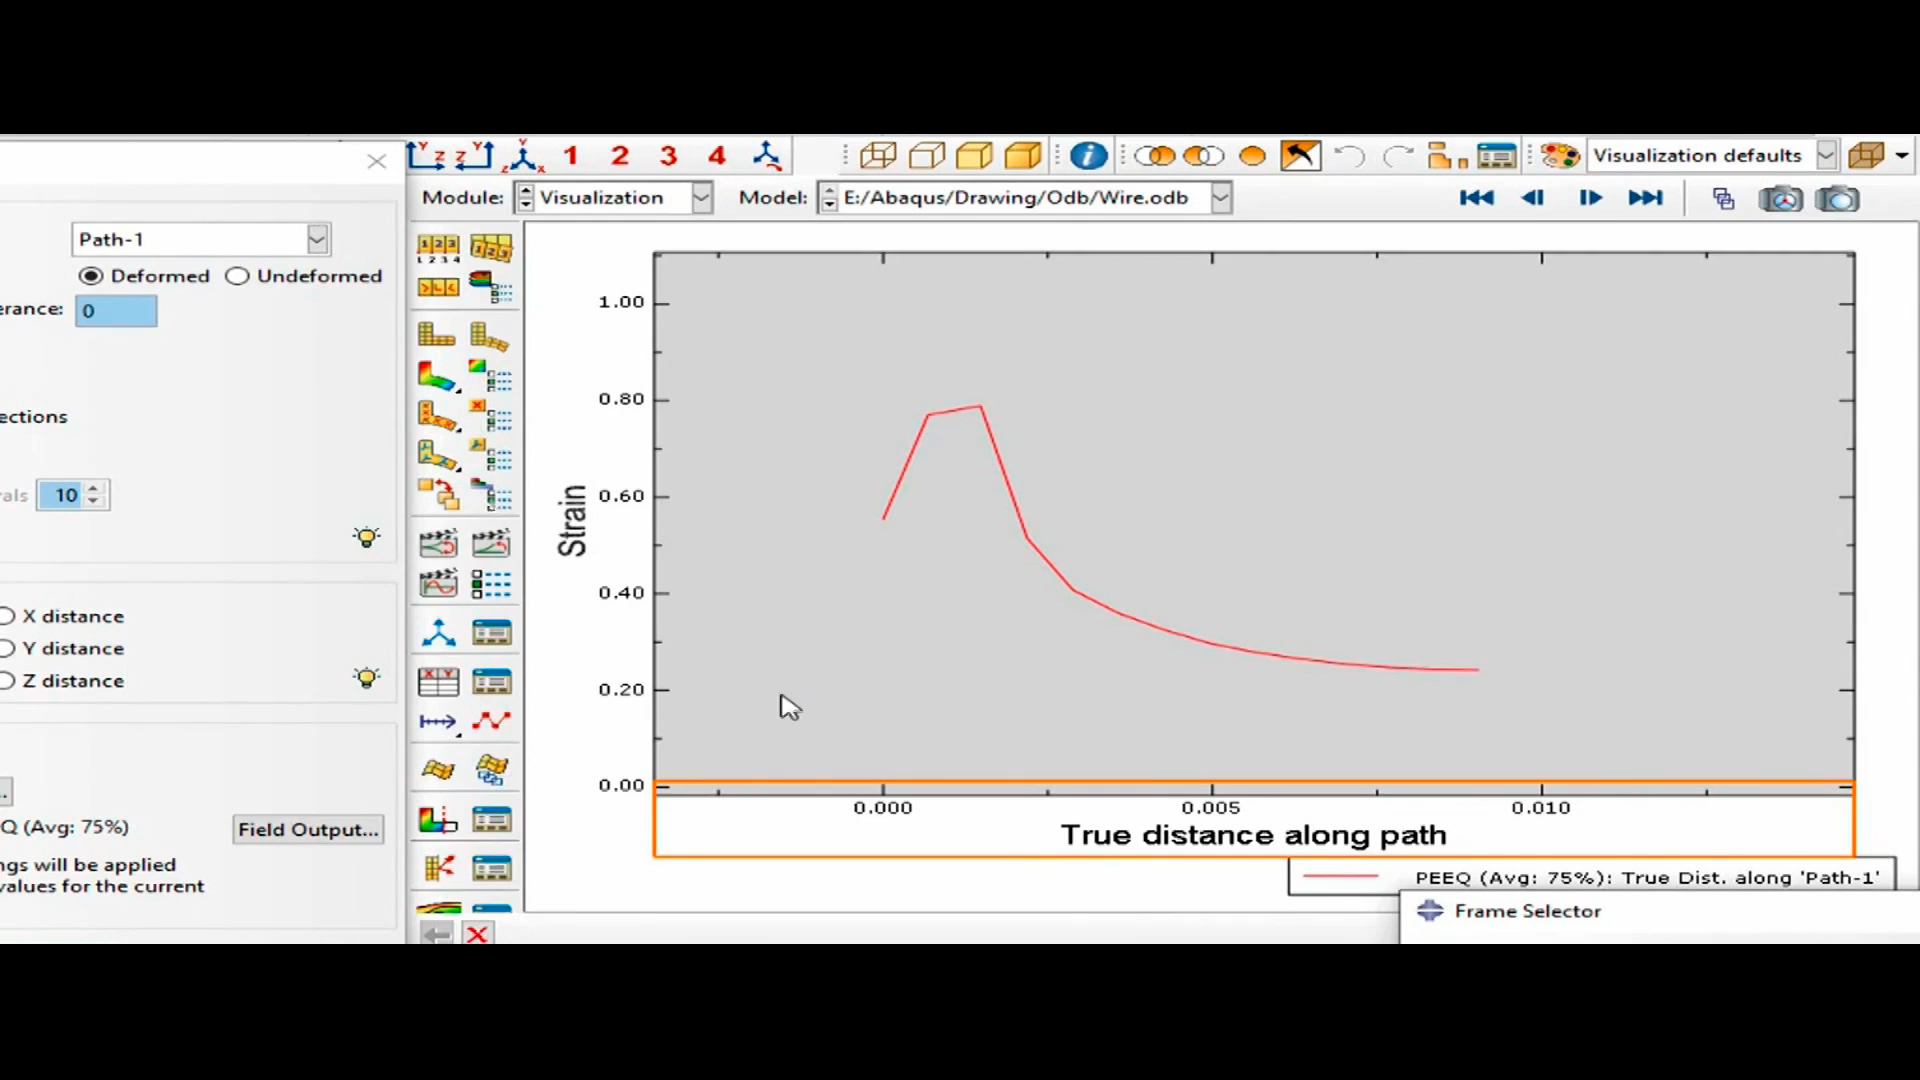 1 2 3 4
Visualization defaults
Module: Visualization Model: E:/Abaqus/Drawing/Odb/Wire.odb
Path-1
Deformed Undeformed
erance: 0
ections
als 10
X distance
Y distance
Z distance
Q (Avg: 75%) Field Output...
ngs will be applied
values for the current
1.00
0.80
0.60
0.40
0.20
0.00
Strain
0.000 0.005 0.010
True distance along path
PEEQ (Avg: 75%): True Dist. along 'Path-1'
Frame Selector